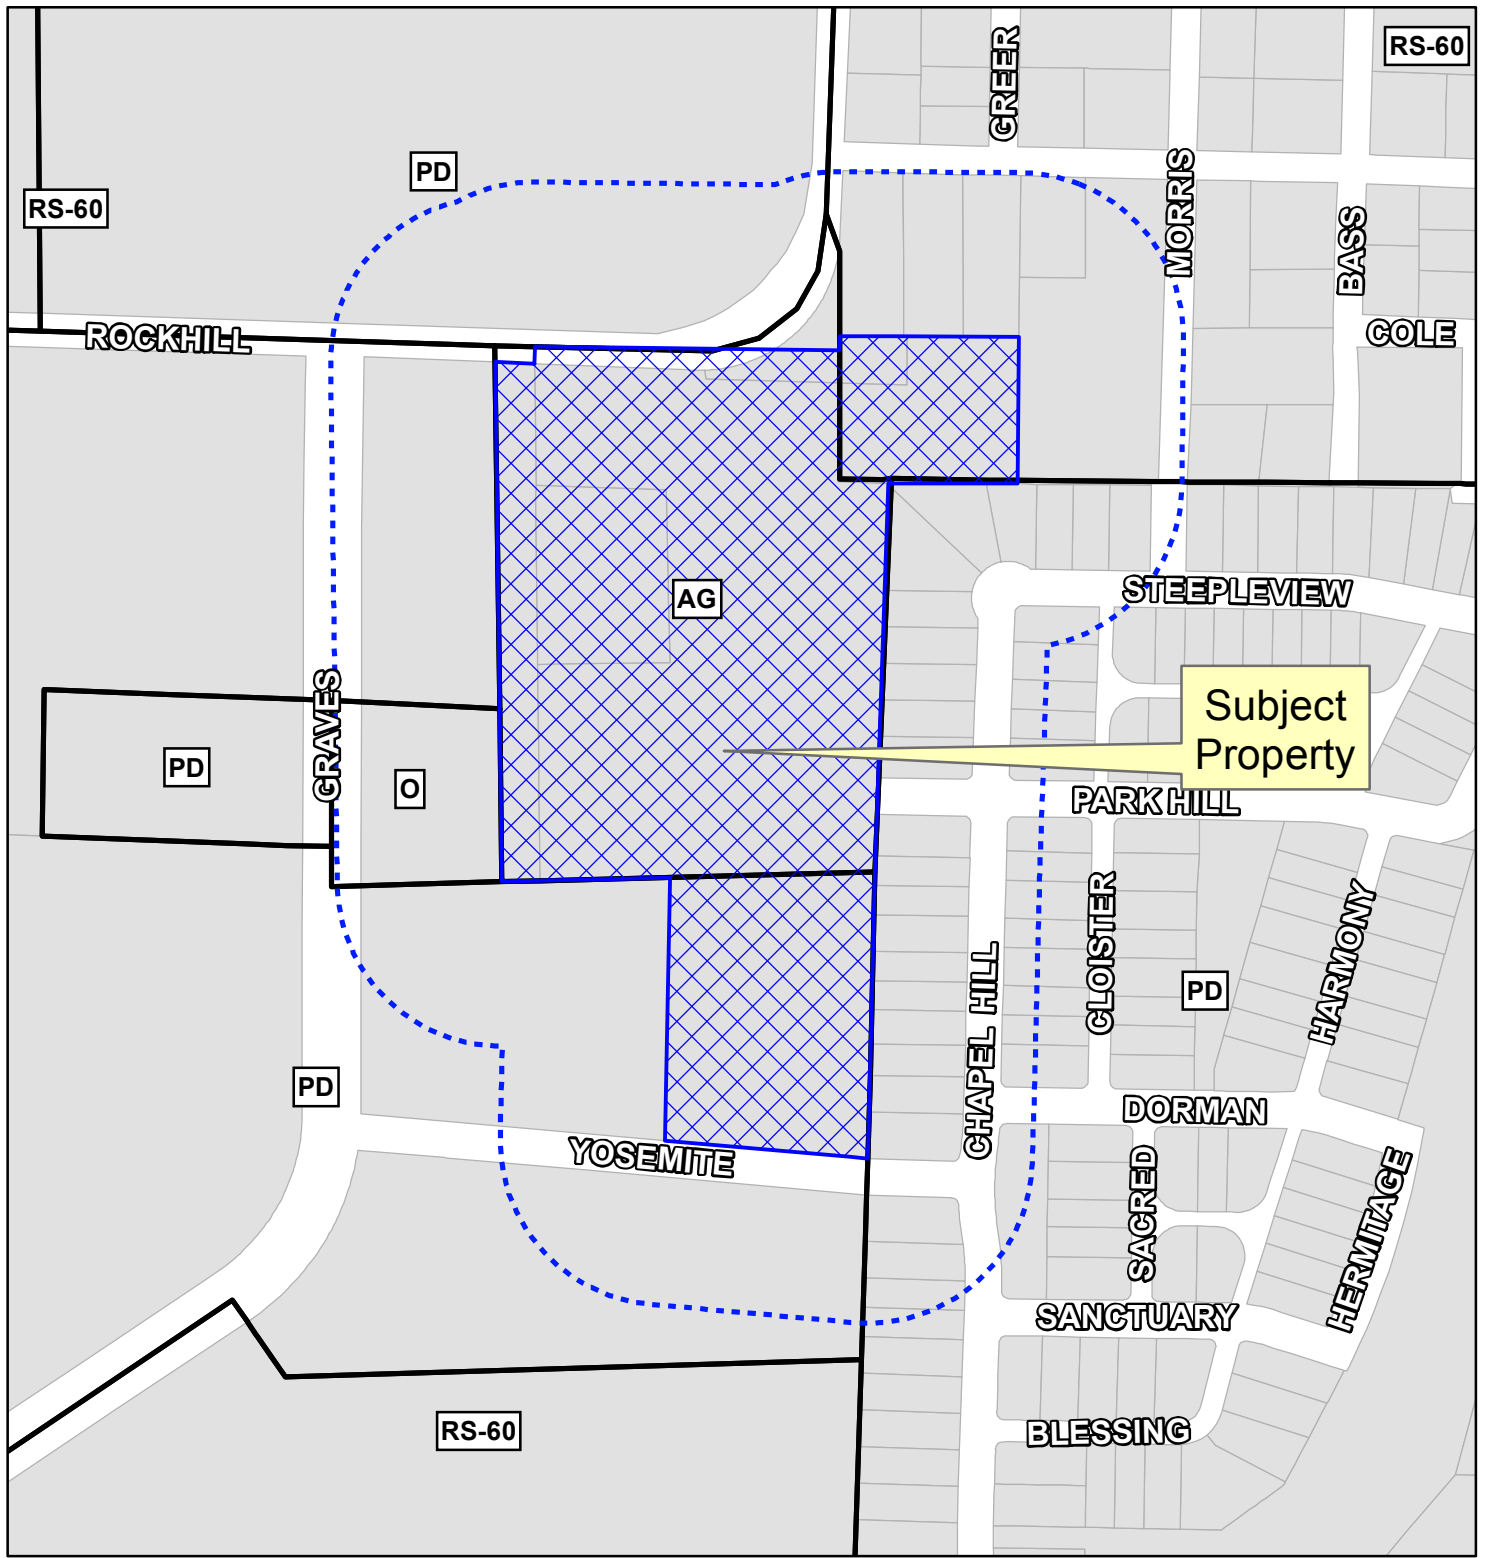 RS-60
GREER
PD
RS-60
MORRIS
BASS
ROCKHILL
COLE
AG
STEEPLEVIEW
GRAVES
Subject
Property
PD
O
PARK HILL
CLOISTER
HARMONY
CHAPEL HILL
PD
PD
DORMAN
YOSEMITE
SACRED
HERMITAGE
SANCTUARY
RS-60
BLESSING